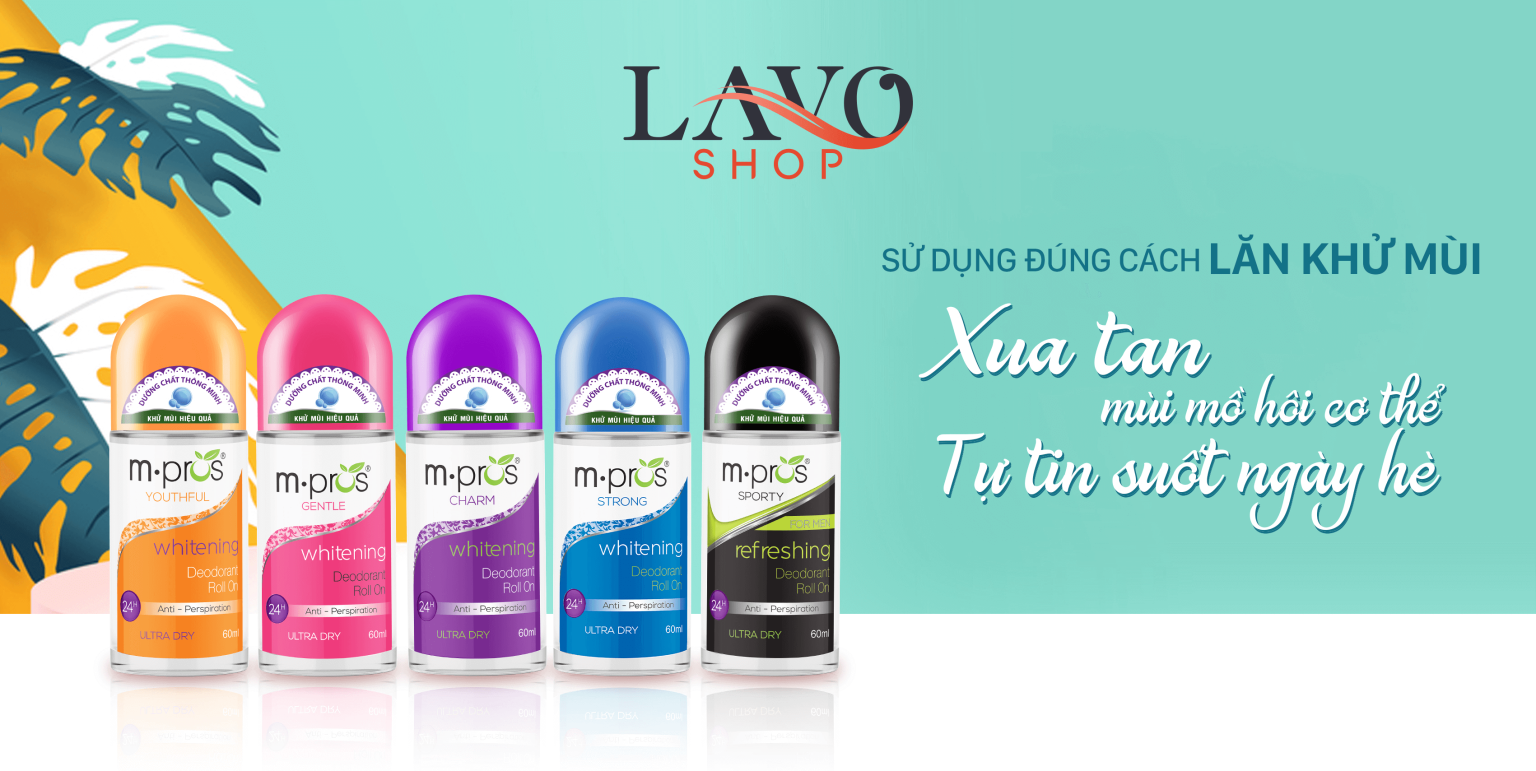 LAVO
SHOP
SỬ DỤNG ĐÚNG CÁCH LĂN KHỬ MÙI
Xua tan
mùi mồ hôi cơ thể
Tự tin suốt ngày hè
DƯỠNG CHẤT THÔNG MINH
KHỬ MÙI HIỆU QUẢ
m·pros®
YOUTHFUL
whitening
Deodorant
Roll On
24H
Anti - Perspiration
ULTRA DRY 60ml
DƯỠNG CHẤT THÔNG MINH
KHỬ MÙI HIỆU QUẢ
m·pros®
GENTLE
whitening
Deodorant
Roll On
24H
Anti - Perspiration
ULTRA DRY 60ml
DƯỠNG CHẤT THÔNG MINH
KHỬ MÙI HIỆU QUẢ
m·pros®
CHARM
whitening
Deodorant
Roll On
24H
Anti - Perspiration
ULTRA DRY 60ml
DƯỠNG CHẤT THÔNG MINH
KHỬ MÙI HIỆU QUẢ
m·pros®
STRONG
whitening
Deodorant
Roll On
24H
Anti - Perspiration
ULTRA DRY 60ml
DƯỠNG CHẤT THÔNG MINH
KHỬ MÙI HIỆU QUẢ
m·pros®
SPORTY
FOR MEN
refreshing
Deodorant
Roll On
24H
Anti - Perspiration
ULTRA DRY 60ml